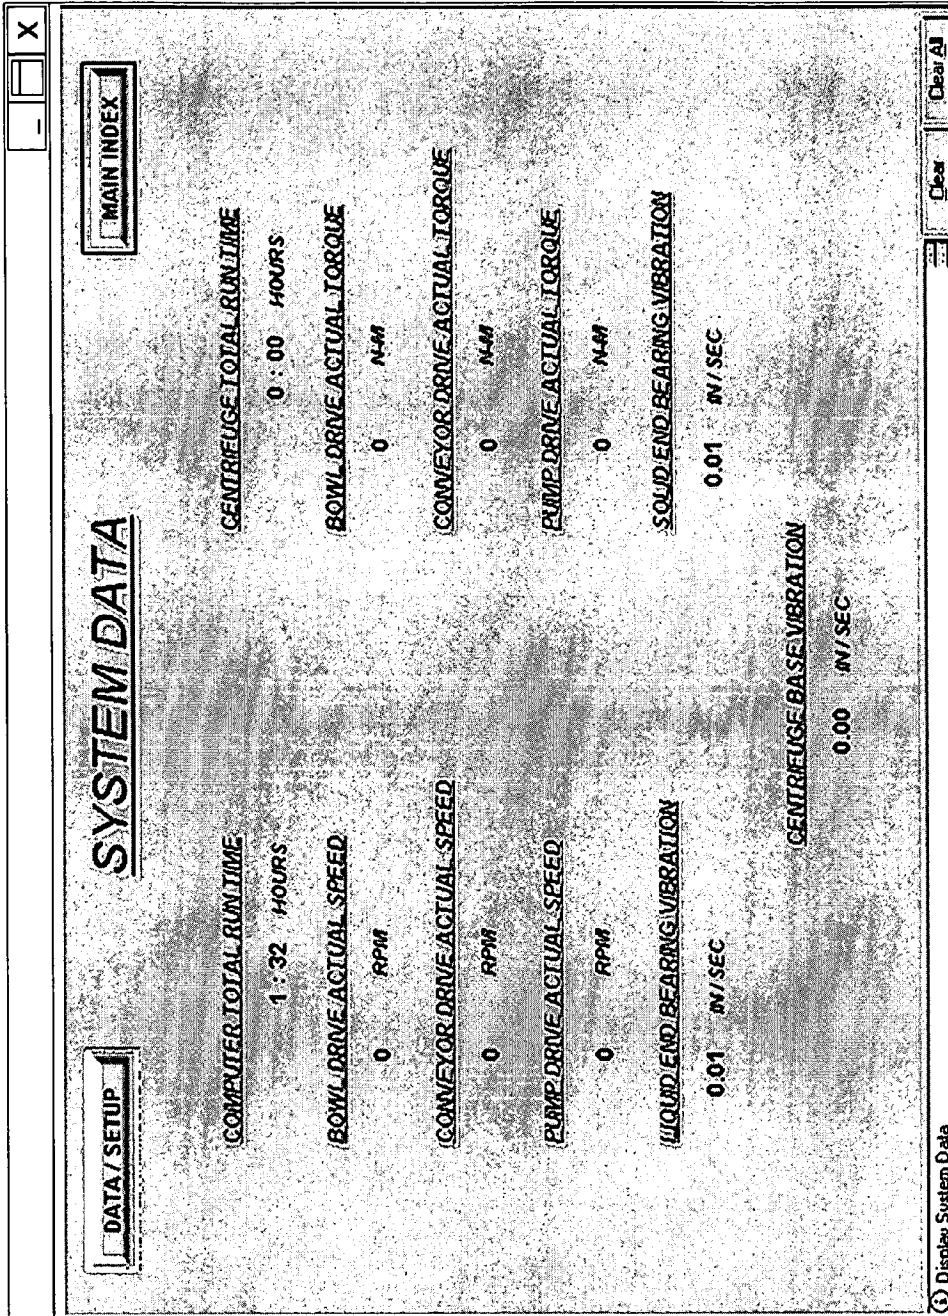 _ X
DATA / SETUP
SYSTEM DATA
MAIN INDEX
COMPUTER TOTAL RUN TIME
1 : 32 HOURS
CENTRIFUGE TOTAL RUN TIME
0 : 00 HOURS
BOWL DRIVE ACTUAL SPEED
0 RPM
BOWL DRIVE ACTUAL TORQUE
0 N-M
CONVEYOR DRIVE ACTUAL SPEED
0 RPM
CONVEYOR DRIVE ACTUAL TORQUE
0 N-M
PUMP DRIVE ACTUAL SPEED
0 RPM
PUMP DRIVE ACTUAL TORQUE
0 N-M
LIQUID END BEARING VIBRATION
0.01 IN / SEC
SOLID END BEARING VIBRATION
0.01 IN / SEC
CENTRIFUGE BASE VIBRATION
0.00 IN / SEC
Display System Data
Clear
Clear All